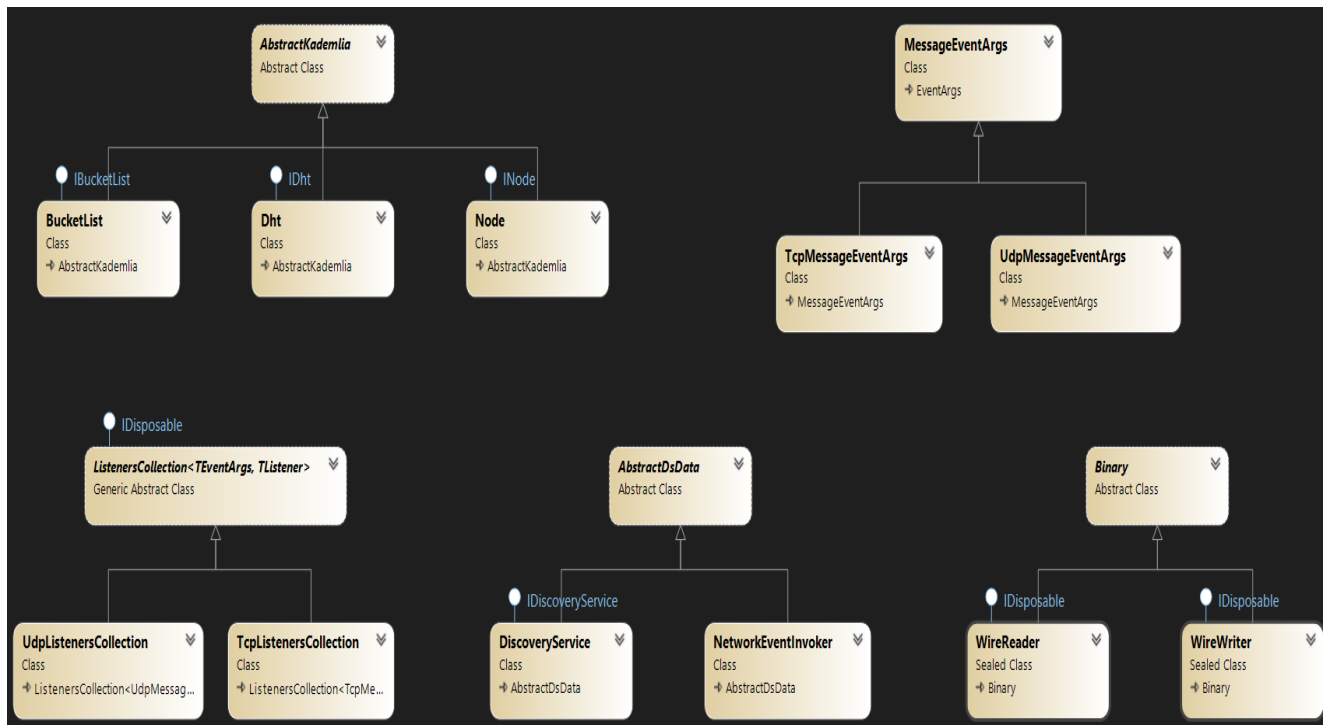 AbstractKademlia
Abstract Class
MessageEventArgs
Class
EventArgs
IBucketList
IDht
INode
BucketList
Class
AbstractKademlia
Dht
Class
AbstractKademlia
Node
Class
AbstractKademlia
TcpMessageEventArgs
Class
MessageEventArgs
UdpMessageEventArgs
Class
MessageEventArgs
IDisposable
ListenersCollection<TEventArgs, TListener>
Generic Abstract Class
AbstractDsData
Abstract Class
Binary
Abstract Class
IDiscoveryService
IDisposable
IDisposable
UdpListenersCollection
Class
ListenersCollection<UdpMessag...
TcpListenersCollection
Class
ListenersCollection<TcpMe...
DiscoveryService
Class
AbstractDsData
NetworkEventInvoker
Class
AbstractDsData
WireReader
Sealed Class
Binary
WireWriter
Sealed Class
Binary